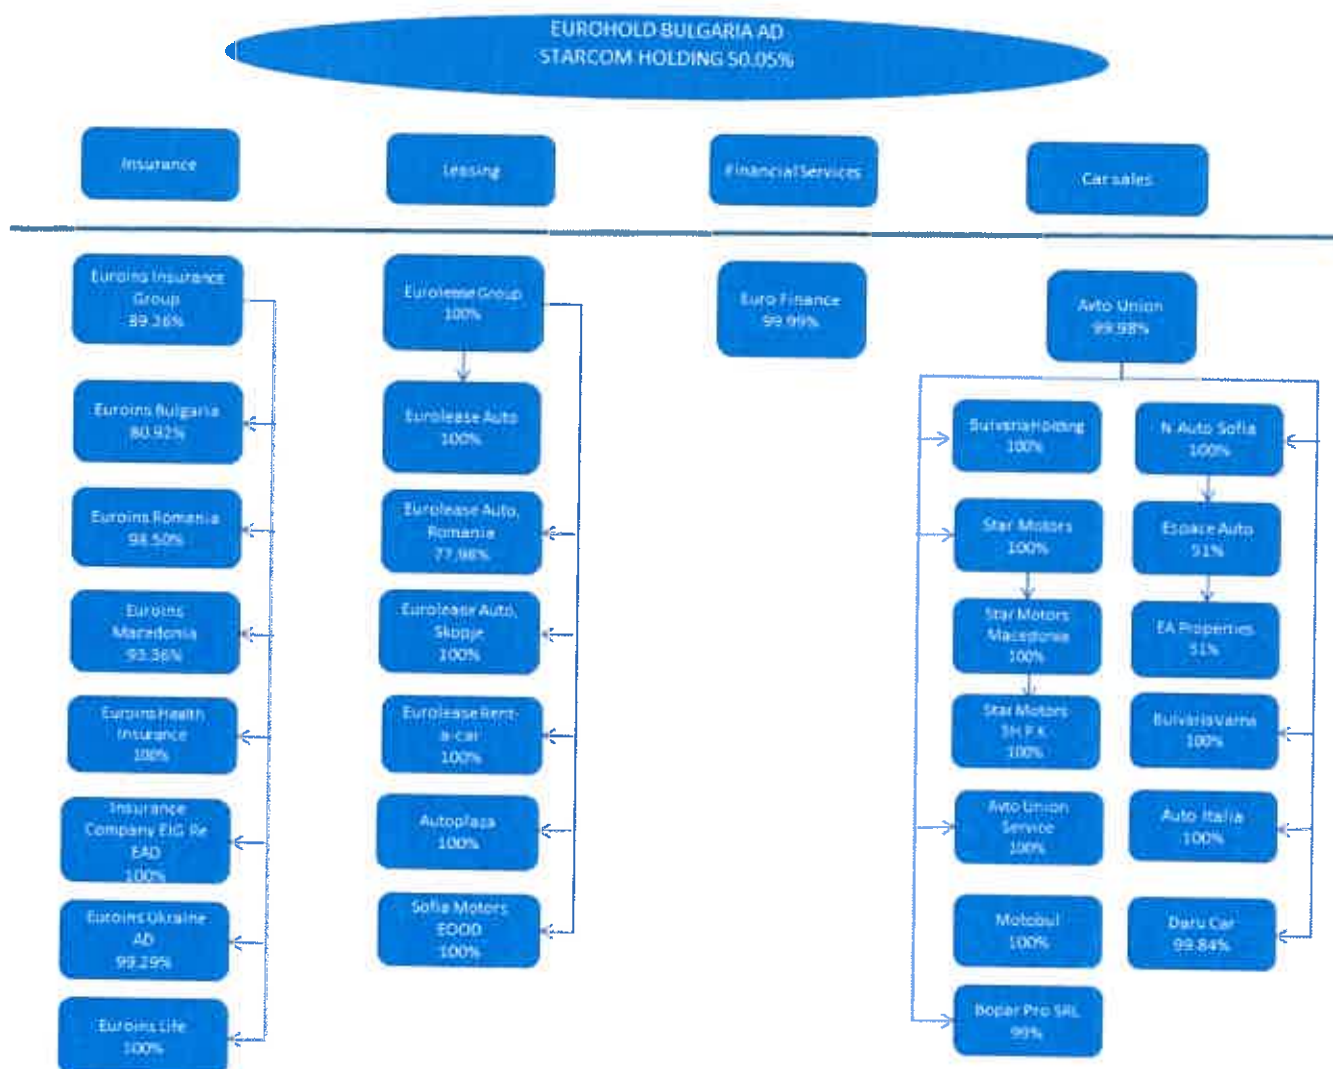 EUROHOLD BULGARIA AD
STARCOM HOLDING 50.05%
Insurance
Leasing
Financial Services
Car sales
Euroins Insurance
Group
89.36%
Eurolease Group
100%
Euro Finance
99.99%
Avto Union
99.98%
Euroins Bulgaria
80.92%
Eurolease Auto
100%
Bulvaria Holding
100%
N Auto Sofia
100%
Euroins Romania
98.50%
Eurolease Auto,
Romania
77.98%
Star Motors
100%
Espace Auto
51%
Euroins
Macedonia
93.36%
Eurolease Auto,
Skopje
100%
Star Motors
Macedonia
100%
EA Properties
51%
Euroins Health
Insurance
100%
Eurolease Rent-
a-car
100%
Star Motors
SH.P.K.
100%
Bulvaria Varna
100%
Insurance
Company EIG Re
EAD
100%
Autoplaza
100%
Avto Union
Service
100%
Auto Italia
100%
Euroins Ukraine
AD
99.29%
Sofia Motors
EOOD
100%
Motobul
100%
Daru Car
99.84%
Euroins Life
100%
Bopar Pro SRL
99%